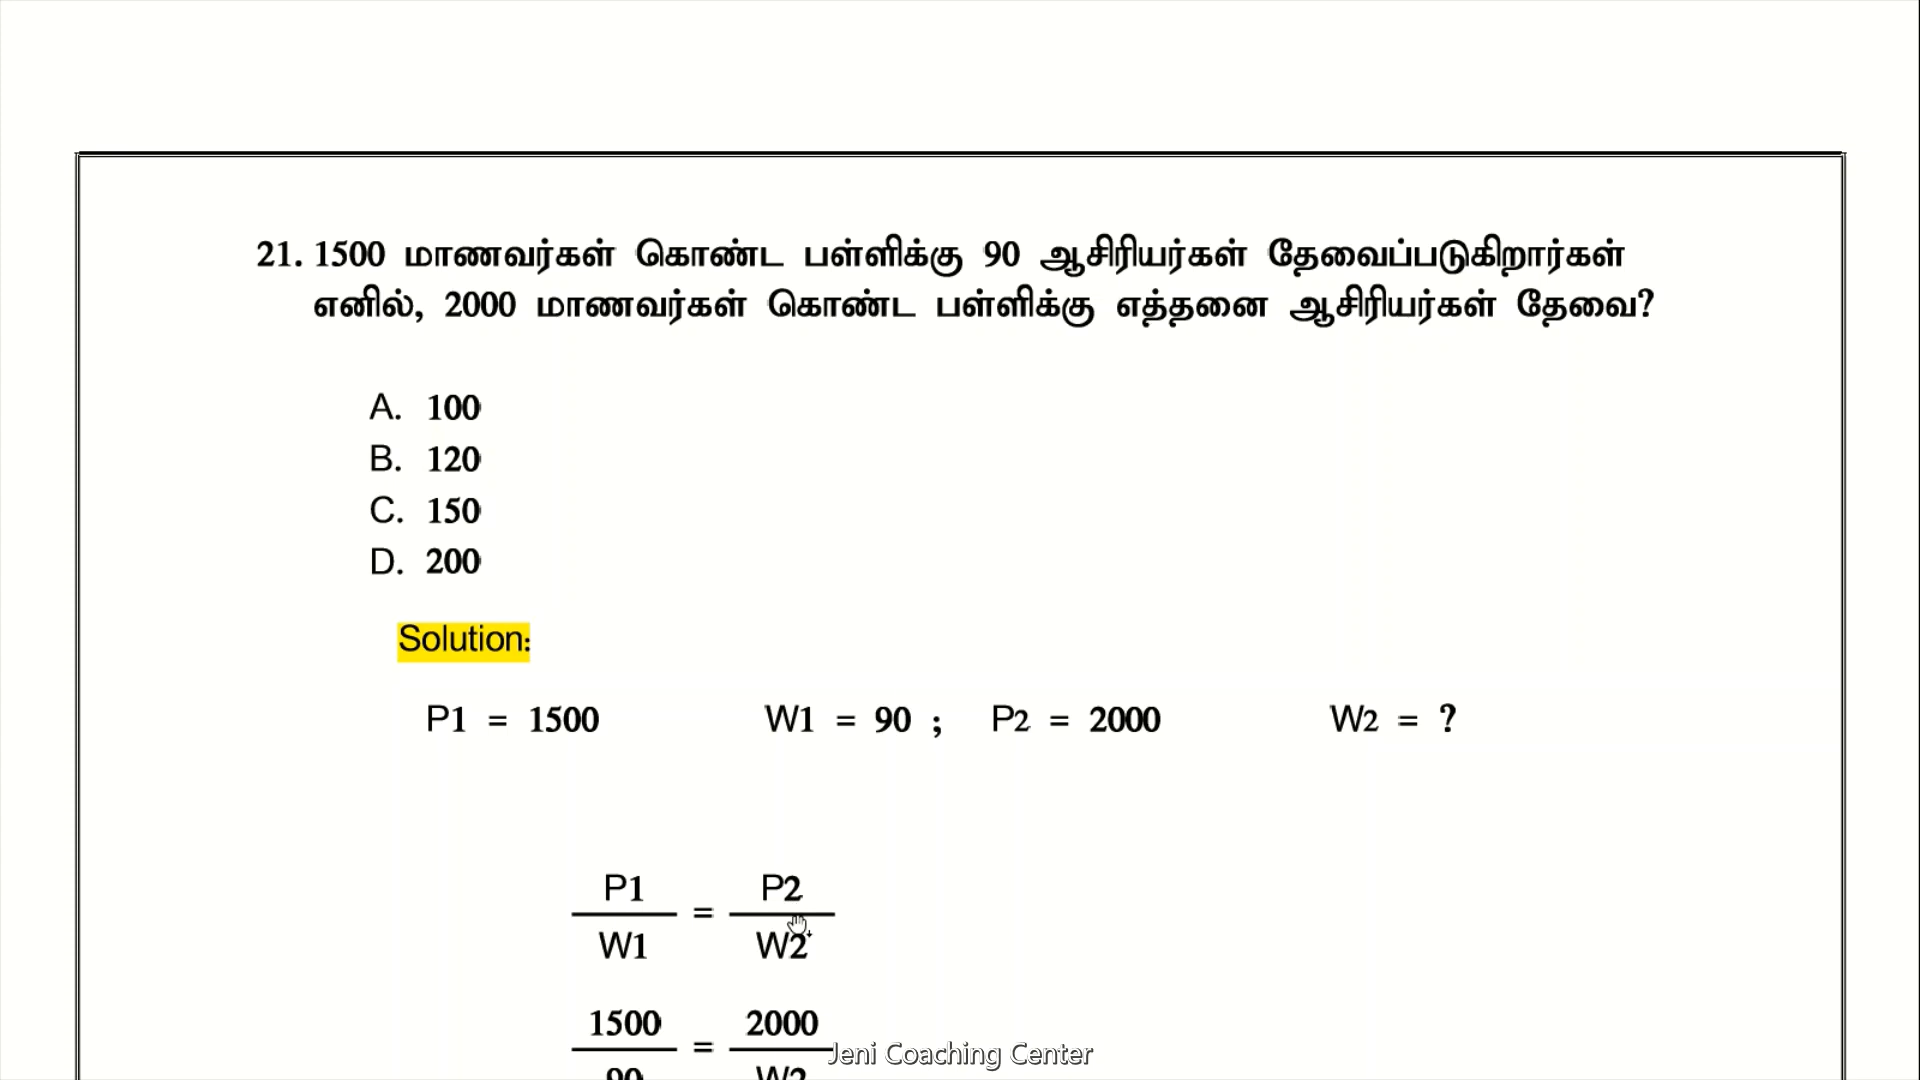 21. 1500 மாணவர்கள் கொண்ட பள்ளிக்கு 90 ஆசிரியர்கள் தேவைப்படுகிறார்கள்
எனில், 2000 மாணவர்கள் கொண்ட பள்ளிக்கு எத்தனை ஆசிரியர்கள் தேவை?
A. 100
B. 120
C. 150
D. 200
Solution:
P1 = 1500 W1 = 90 ; P2 = 2000 W2 = ?
P1 = P2
W1 W2
1500 = 2000
90 W2
Jeni Coaching Center